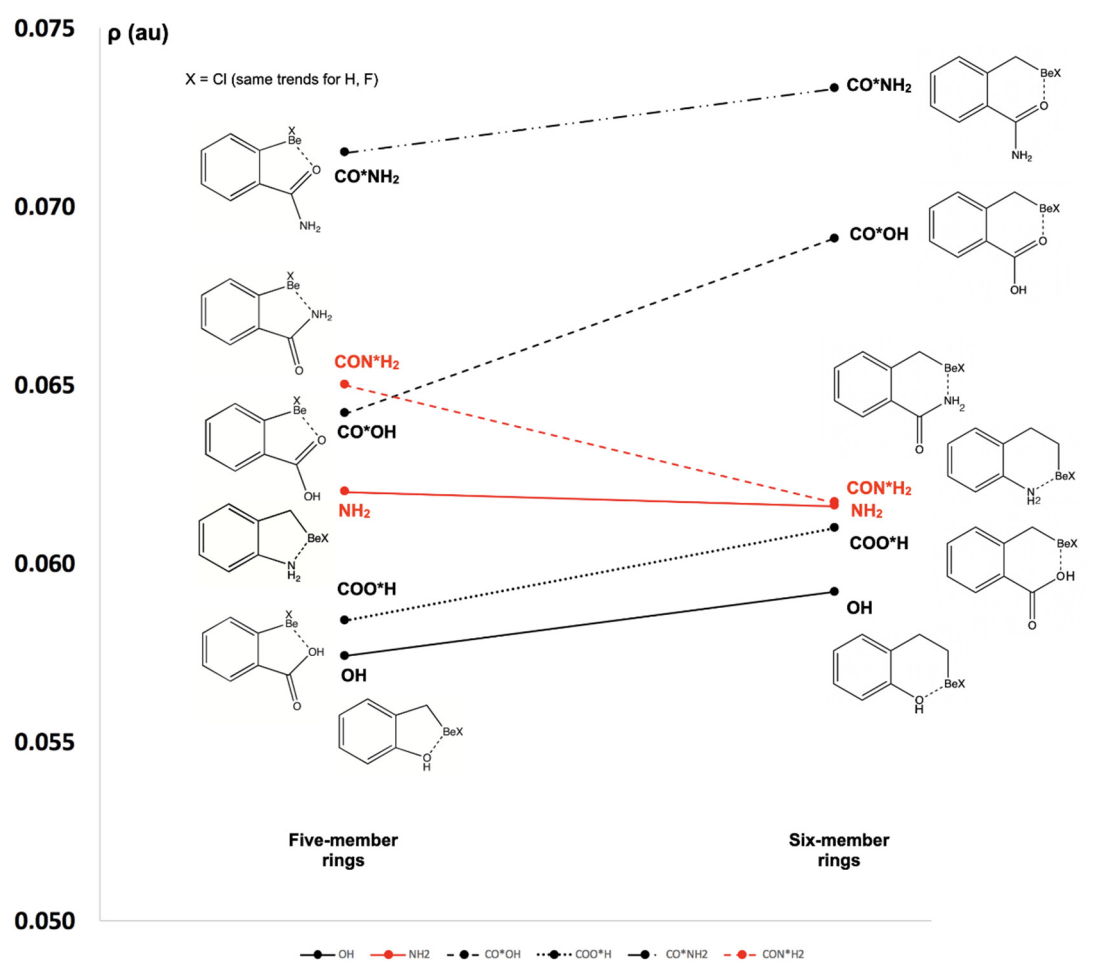 0.075
ρ (au)
X = Cl (same trends for H, F)
BeX
O
NH₂
CO*NH₂
X
Be
O
NH₂
CO*NH₂
0.070
BeX
O
OH
CO*OH
X
Be
NH₂
O
CON*H₂
0.065
BeX
NH₂
O
X
Be
O
OH
CO*OH
BeX
N
H₂
CON*H₂
NH₂
NH₂
BeX
N
H₂
0.060
COO*H
BeX
OH
O
COO*H
X
Be
OH
O
OH
OH
BeX
O
H
BeX
O
H
0.055
Five-member
rings
Six-member
rings
0.050
OH NH2 CO*OH COO*H CO*NH2 CON*H2